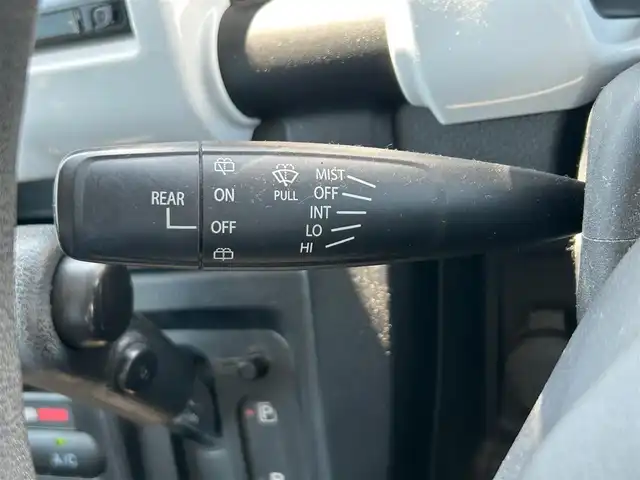 REAR
ON
OFF
PULL
MIST
OFF
INT
LO
HI
A/C
P